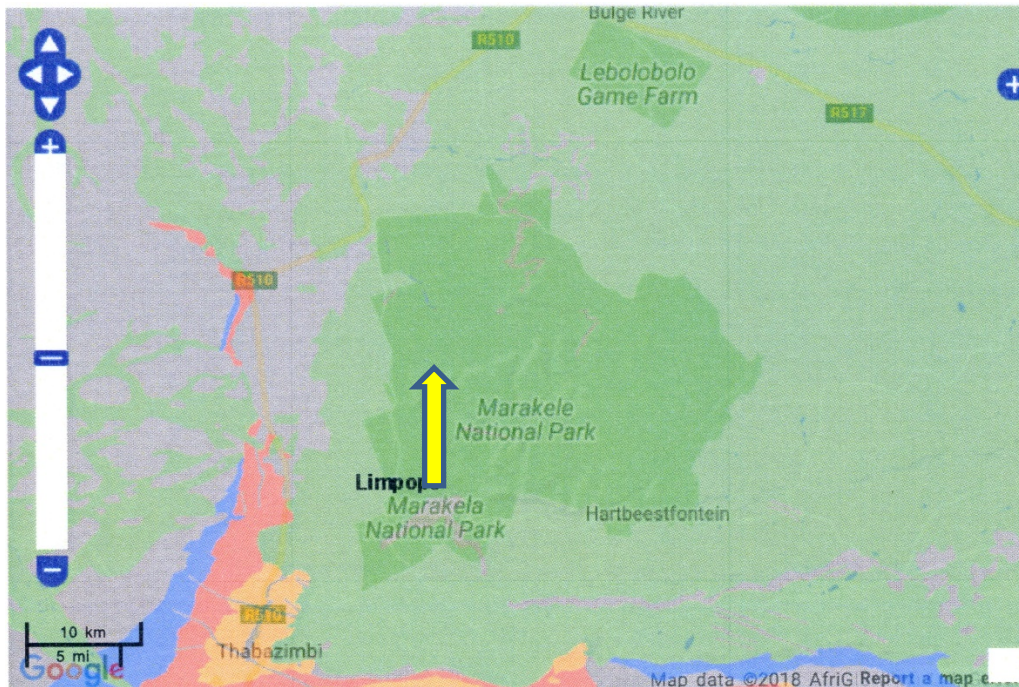 Bulge River
R510
Lebolobolo
Game Farm
R517
R510
Marakele
National Park
Limpopo
Marakela
National Park
Hartbeestfontein
R510
10 km
5 mi
Thabazimbi
Google
Map data ©2018 AfriG Report a map